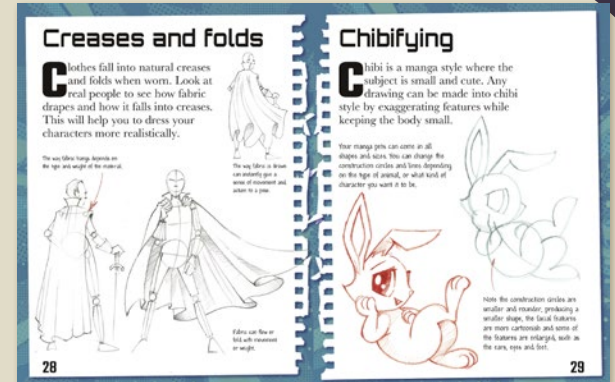 Creases and folds
Clothes fall into natural creases
and folds when worn. Look at
real people to see how fabric
drapes and how it falls into creases.
This will help you to dress your
characters more realistically.
The way fabric hangs depends on
the type and weight of the material.
The way fabric is drawn
can instantly give a
sense of movement and
action to a pose.
Fabric can flow or
fold with movement
or weight.
28
Chibifying
Chibi is a manga style where the
subject is small and cute. Any
drawing can be made into chibi
style by exaggerating features while
keeping the body small.
Your manga pets can come in all
shapes and sizes. You can change the
construction circles and lines depending
on the type of animal, or what kind of
character you want it to be.
Note the construction circles are
smaller and rounder, producing a
smaller shape, the facial features
are more cartoonish and some of
the features are enlarged, such as
the ears, eyes and feet.
29